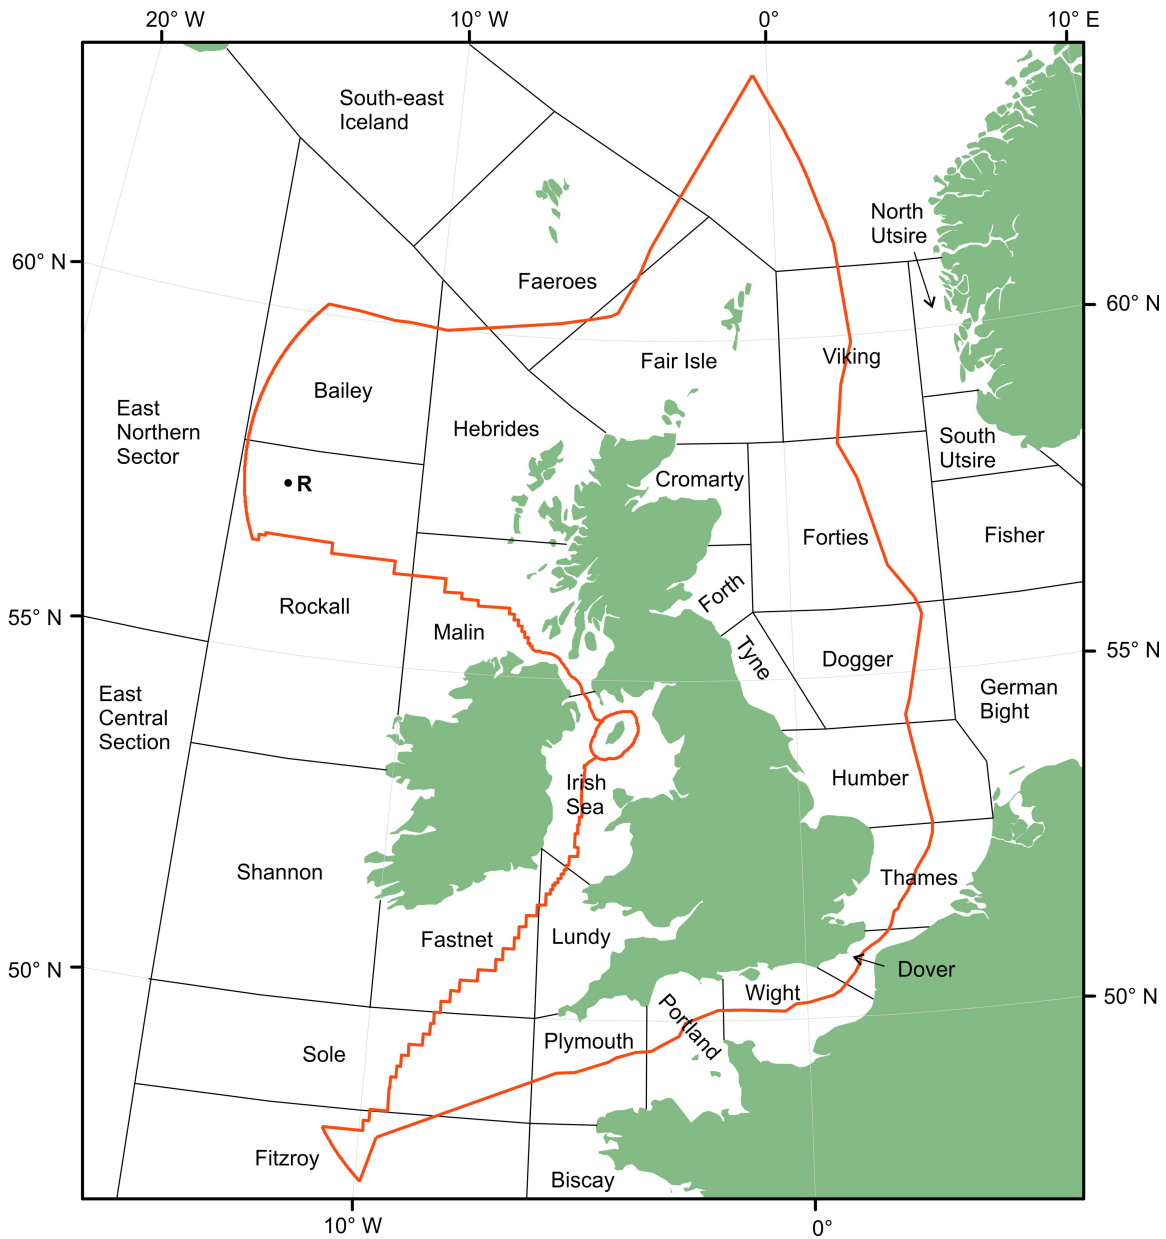 20° W
10° W
0°
10° E
South-east
Iceland
North
Utsire
60° N
Faeroes
60° N
Fair Isle
Viking
Bailey
East
Northern
Sector
Hebrides
South
Utsire
R
Cromarty
Forties
Fisher
Forth
Rockall
55° N
Malin
Tyne
Dogger
55° N
German
Bight
East
Central
Section
Irish
Sea
Humber
Shannon
Thames
Fastnet
Lundy
50° N
Dover
Wight
50° N
Portland
Plymouth
Sole
Fitzroy
Biscay
10° W
0°